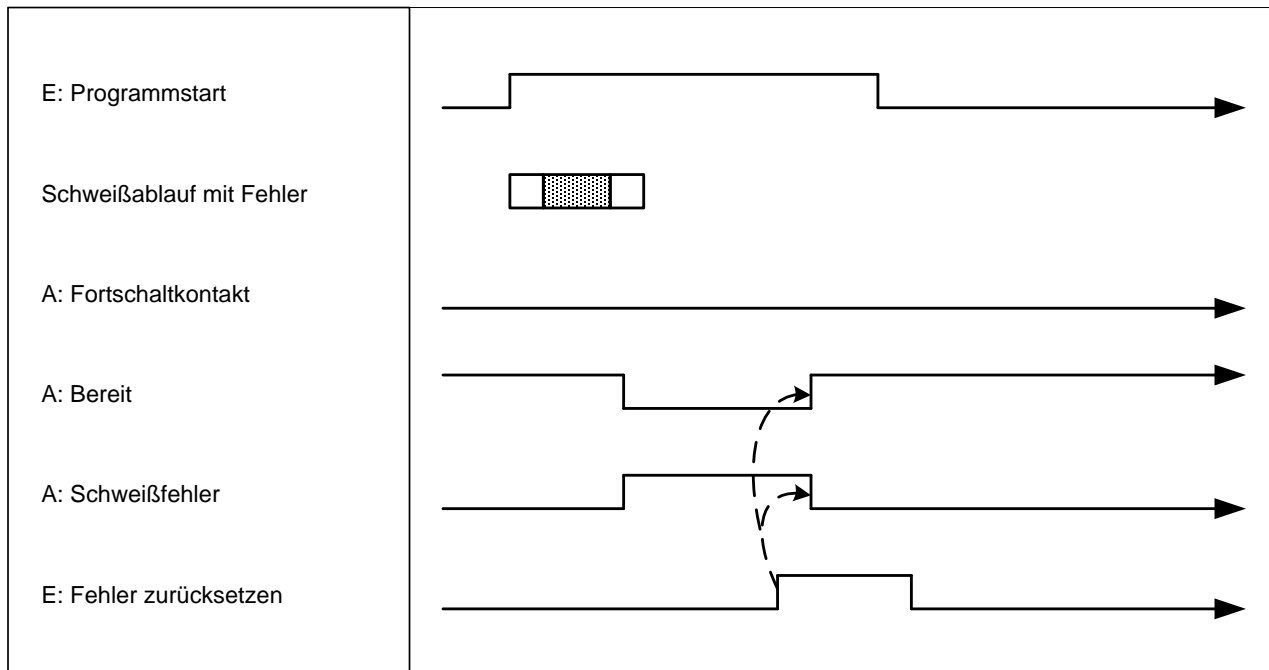 E: Programmstart
Schweißablauf mit Fehler
A: Fortschaltkontakt
A: Bereit
A: Schweißfehler
E: Fehler zurücksetzen